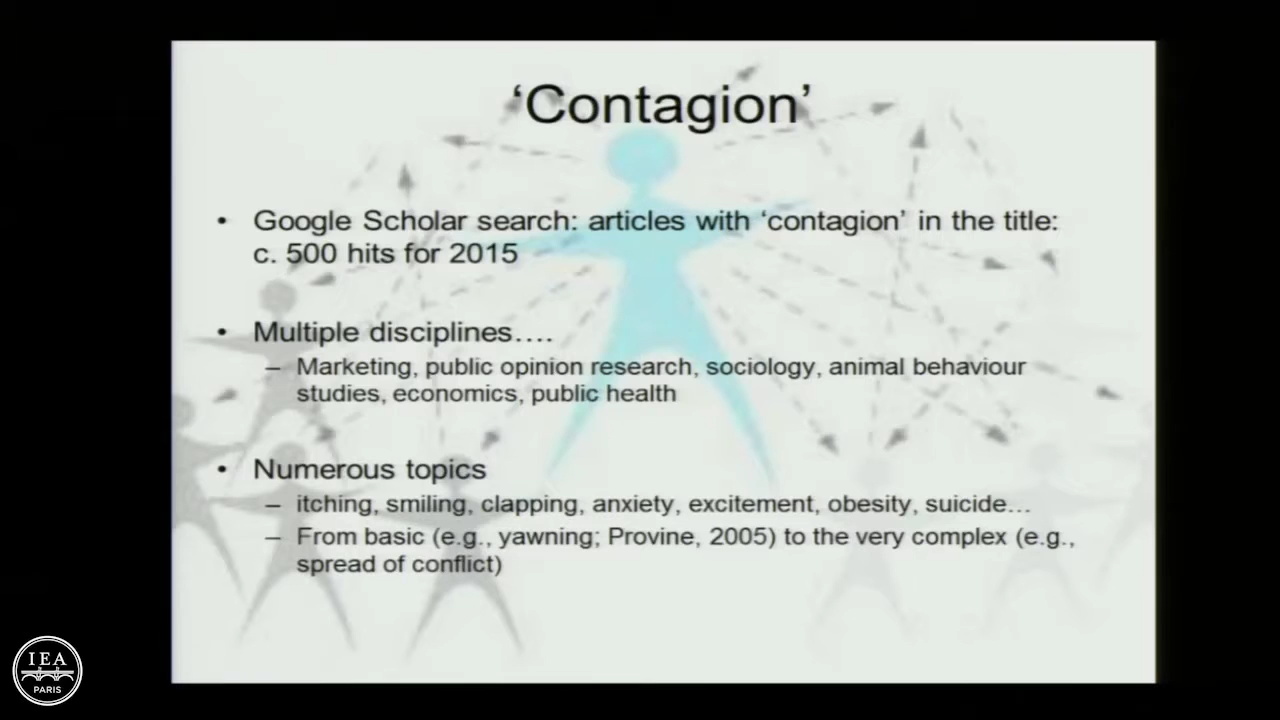 ‘Contagion’
• Google Scholar search: articles with ‘contagion’ in the title:
c. 500 hits for 2015
• Multiple disciplines….
– Marketing, public opinion research, sociology, animal behaviour
studies, economics, public health
• Numerous topics
– itching, smiling, clapping, anxiety, excitement, obesity, suicide…
– From basic (e.g., yawning; Provine, 2005) to the very complex (e.g.,
spread of conflict)
IEA
PARIS